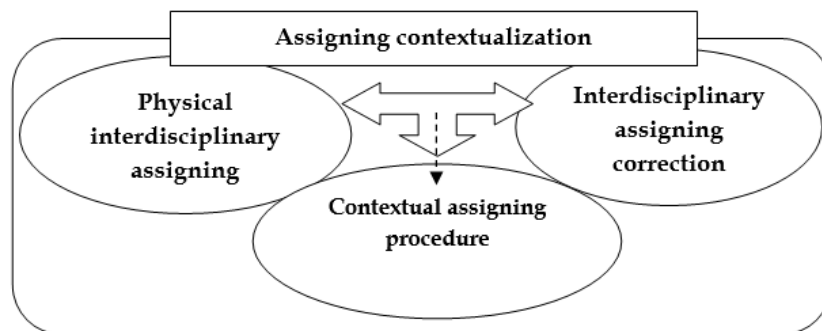 Assigning contextualization
Physical
interdisciplinary
assigning
Interdisciplinary
assigning
correction
Contextual assigning
procedure